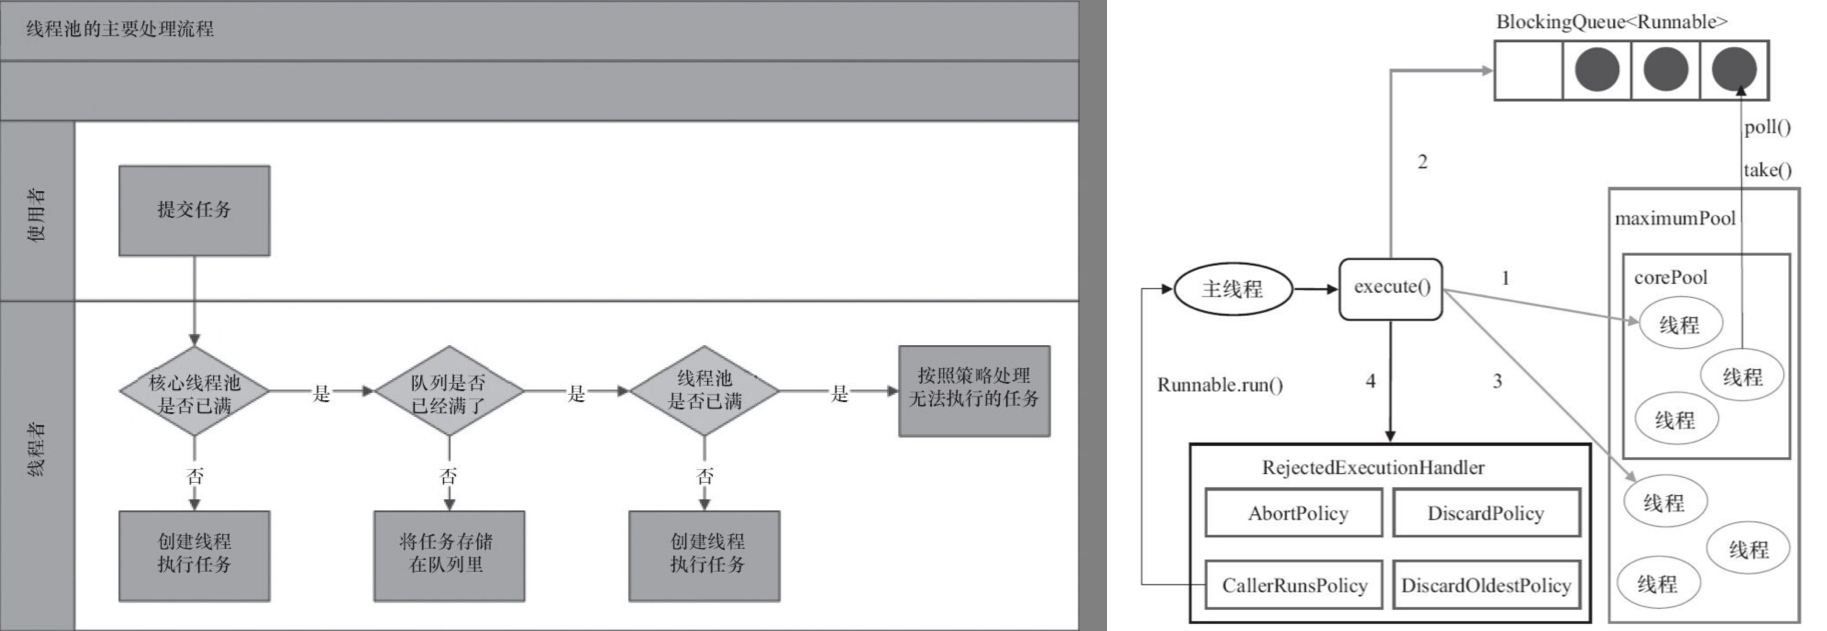 线程池的主要处理流程
使用者
提交任务
线程者
核心线程池
是否已满
是
队列是否
已经满了
是
线程池
是否已满
是
按照策略处理
无法执行的任务
否
否
否
创建线程
执行任务
将任务存储
在队列里
创建线程
执行任务
BlockingQueue<Runnable>
poll()
take()
2
maximumPool
corePool
主线程
execute()
1
线程
线程
线程
Runnable.run()
4
3
RejectedExecutionHandler
AbortPolicy
DiscardPolicy
CallerRunsPolicy
DiscardOldestPolicy
线程
线程
线程